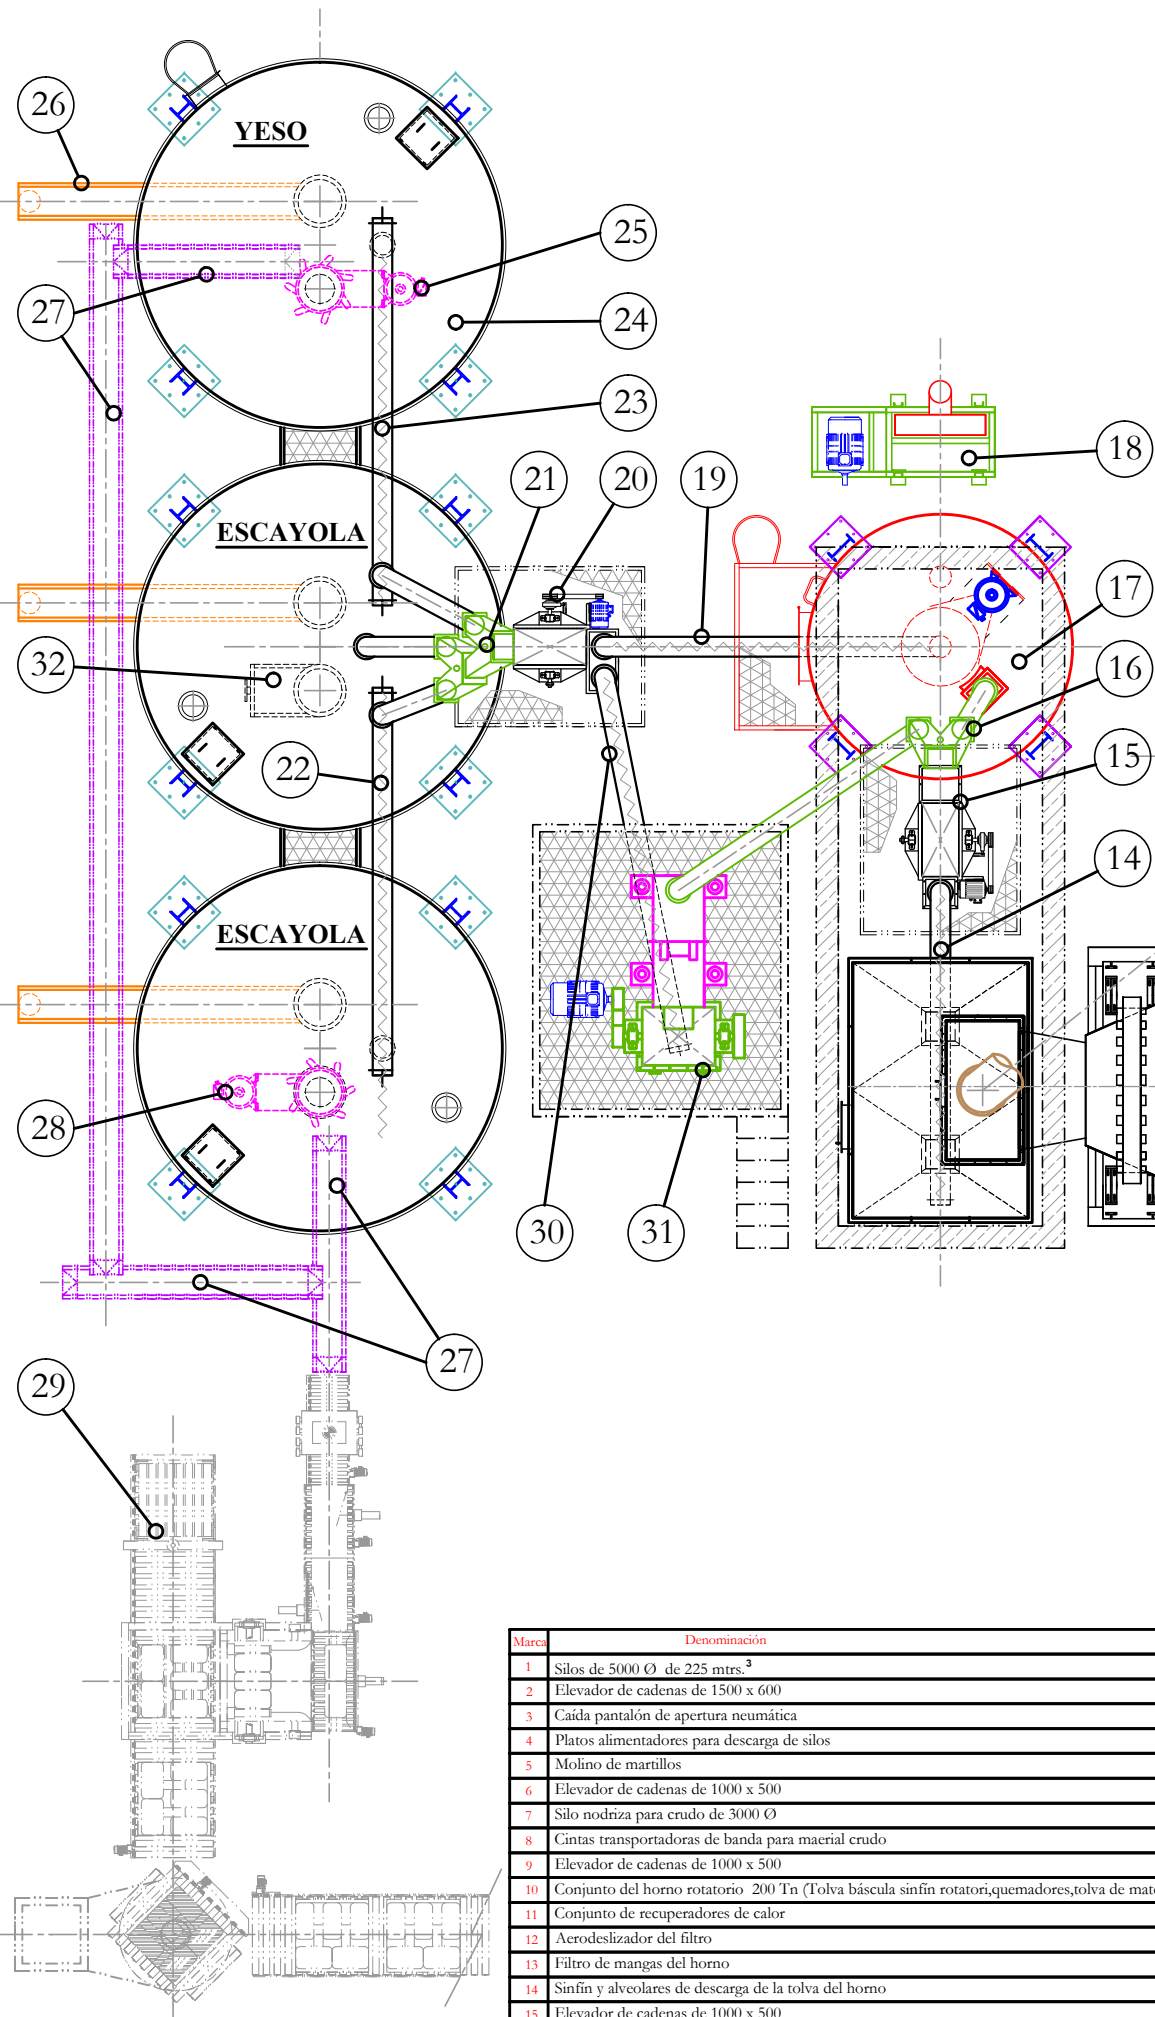 26
YESO
25
27
24
23
18
21
20
19
ESCAYOLA
17
32
16
22
15
14
ESCAYOLA
28
30
31
27
29
Marca Denominación
1 Silos de 5000 Ø de 225 mtrs.³
2 Elevador de cadenas de 1500 x 600
3 Caída pantalón de apertura neumática
4 Platos alimentadores para descarga de silos
5 Molino de martillos
6 Elevador de cadenas de 1000 x 500
7 Silo nodriza para crudo de 3000 Ø
8 Cintas transportadoras de banda para maerial crudo
9 Elevador de cadenas de 1000 x 500
10 Conjunto del horno rotatorio 200 Tn (Tolva báscula sinfín rotatori,quemadores,tolva de mat
11 Conjunto de recuperadores de calor
12 Aerodeslizador del filtro
13 Filtro de mangas del horno
14 Sinfín y alveolares de descarga de la tolva del horno
15 Elevador de cadenas de 1000 x 500